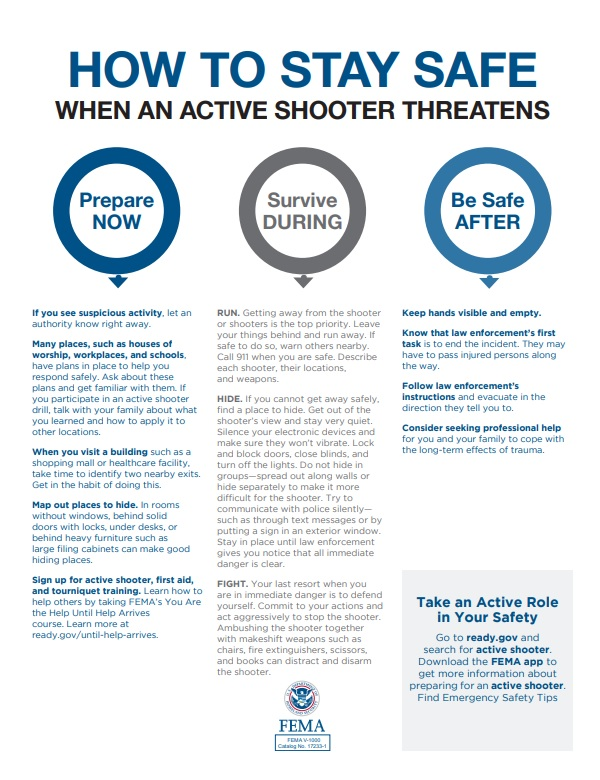 HOW TO STAY SAFE
WHEN AN ACTIVE SHOOTER THREATENS
Prepare
NOW
If you see suspicious activity, let an
authority know right away.
Many places, such as houses of
worship, workplaces, and schools,
have plans in place to help you
respond safely. Ask about these
plans and get familiar with them. If
you participate in an active shooter
drill, talk with your family about what
you learned and how to apply it to
other locations.
When you visit a building such as a
shopping mall or healthcare facility,
take time to identify two nearby exits.
Get in the habit of doing this.
Map out places to hide. In rooms
without windows, behind solid
doors with locks, under desks, or
behind heavy furniture such as
large filing cabinets can make good
hiding places.
Sign up for active shooter, first aid,
and tourniquet training. Learn how to
help others by taking FEMA's You Are
the Help Until Help Arrives
course. Learn more at
ready.gov/until-help-arrives.
Survive
DURING
RUN. Getting away from the shooter
or shooters is the top priority. Leave
your things behind and run away. If
safe to do so, warn others nearby.
Call 911 when you are safe. Describe
each shooter, their locations,
and weapons.
HIDE. If you cannot get away safely,
find a place to hide. Get out of the
shooter's view and stay very quiet.
Silence your electronic devices and
make sure they won't vibrate. Lock
and block doors, close blinds, and
turn off the lights. Do not hide in
groups—spread out along walls or
hide separately to make it more
difficult for the shooter. Try to
communicate with police silently—
such as through text messages or by
putting a sign in an exterior window.
Stay in place until law enforcement
gives you notice that all immediate
danger is clear.
FIGHT. Your last resort when you
are in immediate danger is to defend
yourself. Commit to your actions and
act aggressively to stop the shooter.
Ambushing the shooter together
with makeshift weapons such as
chairs, fire extinguishers, scissors,
and books can distract and disarm
the shooter.
Be Safe
AFTER
Keep hands visible and empty.
Know that law enforcement's first
task is to end the incident. They may
have to pass injured persons along
the way.
Follow law enforcement's
instructions and evacuate in the
direction they tell you to.
Consider seeking professional help
for you and your family to cope with
the long-term effects of trauma.
Take an Active Role
in Your Safety
Go to ready.gov and
search for active shooter.
Download the FEMA app to
get more information about
preparing for an active shooter.
Find Emergency Safety Tips
FEMA
FEMA V-1000
Catalog No. 17233-1